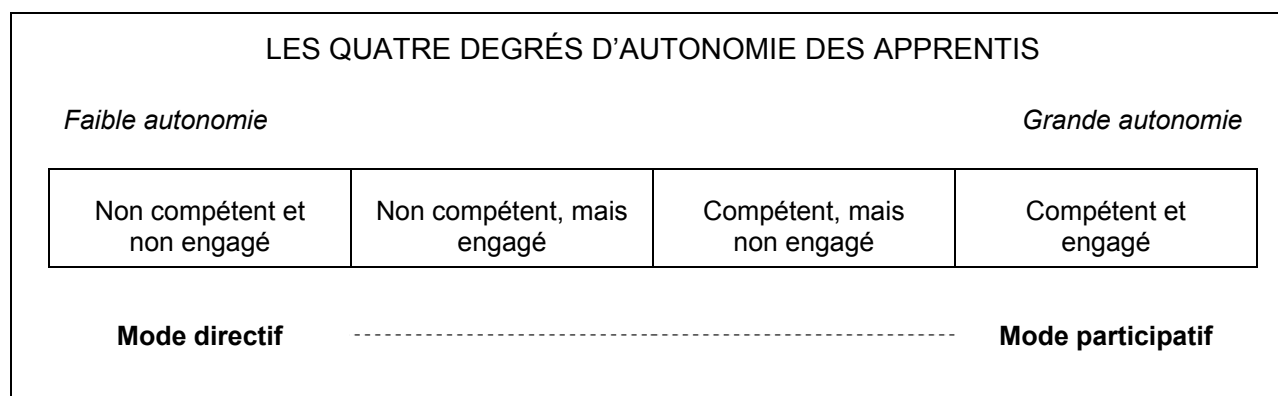 LES QUATRE DEGRÉS D'AUTONOMIE DES APPRENTIS
Faible autonomie
Grande autonomie
Non compétent et
non engagé
Non compétent, mais
engagé
Compétent, mais
non engagé
Compétent et
engagé
Mode directif
Mode participatif